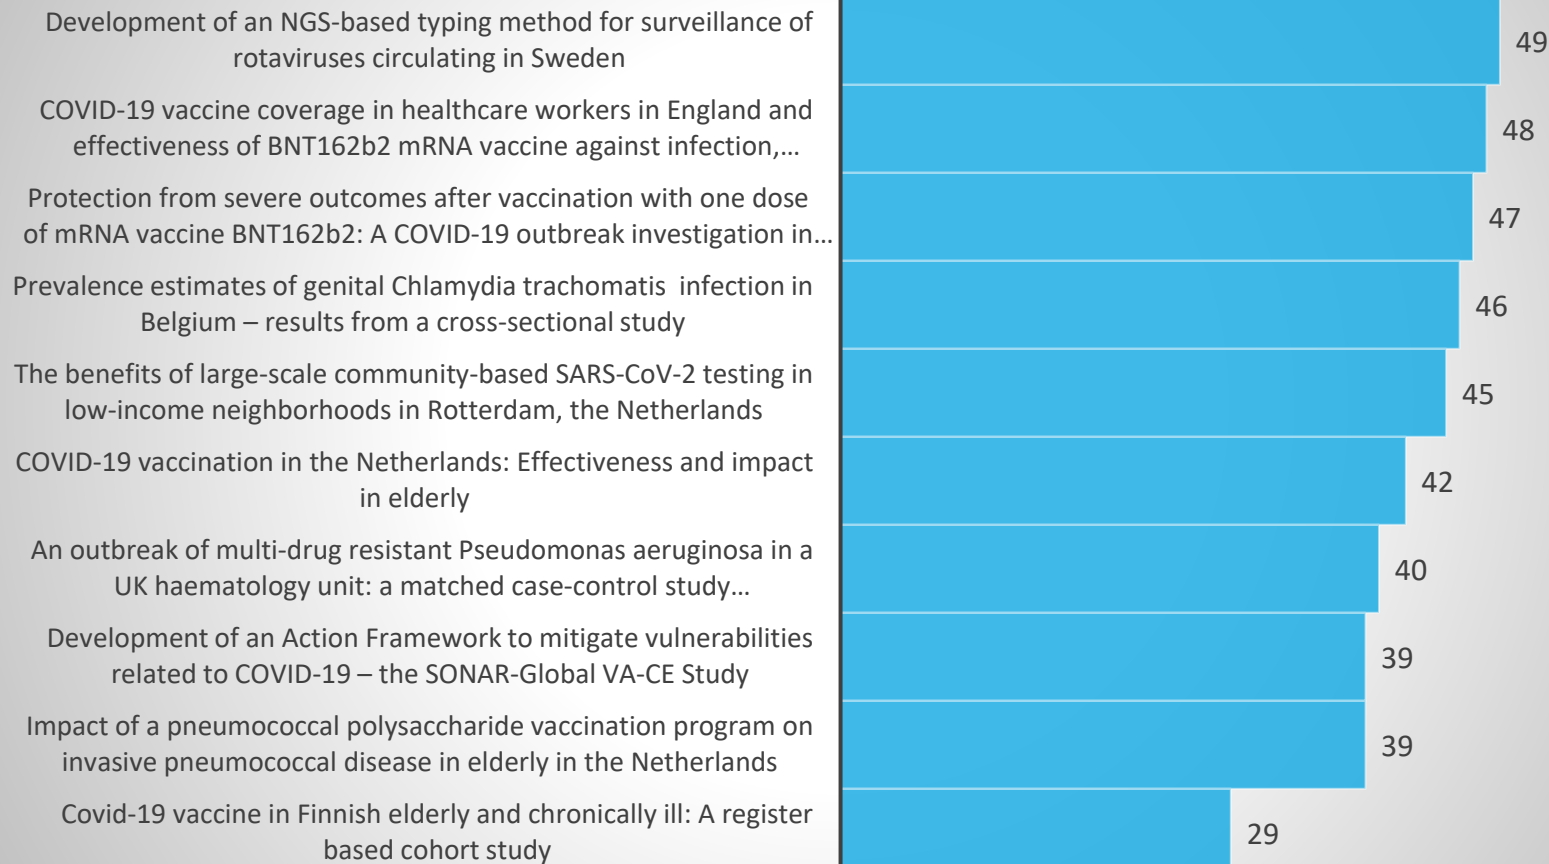 Development of an NGS-based typing method for surveillance of
rotaviruses circulating in Sweden
49
COVID-19 vaccine coverage in healthcare workers in England and
effectiveness of BNT162b2 mRNA vaccine against infection,...
48
Protection from severe outcomes after vaccination with one dose
of mRNA vaccine BNT162b2: A COVID-19 outbreak investigation in...
47
Prevalence estimates of genital Chlamydia trachomatis  infection in
Belgium – results from a cross-sectional study
46
The benefits of large-scale community-based SARS-CoV-2 testing in
low-income neighborhoods in Rotterdam, the Netherlands
45
COVID-19 vaccination in the Netherlands: Effectiveness and impact
in elderly
42
An outbreak of multi-drug resistant Pseudomonas aeruginosa in a
UK haematology unit: a matched case-control study...
40
Development of an Action Framework to mitigate vulnerabilities
related to COVID-19 – the SONAR-Global VA-CE Study
39
Impact of a pneumococcal polysaccharide vaccination program on
invasive pneumococcal disease in elderly in the Netherlands
39
Covid-19 vaccine in Finnish elderly and chronically ill: A register
based cohort study
29